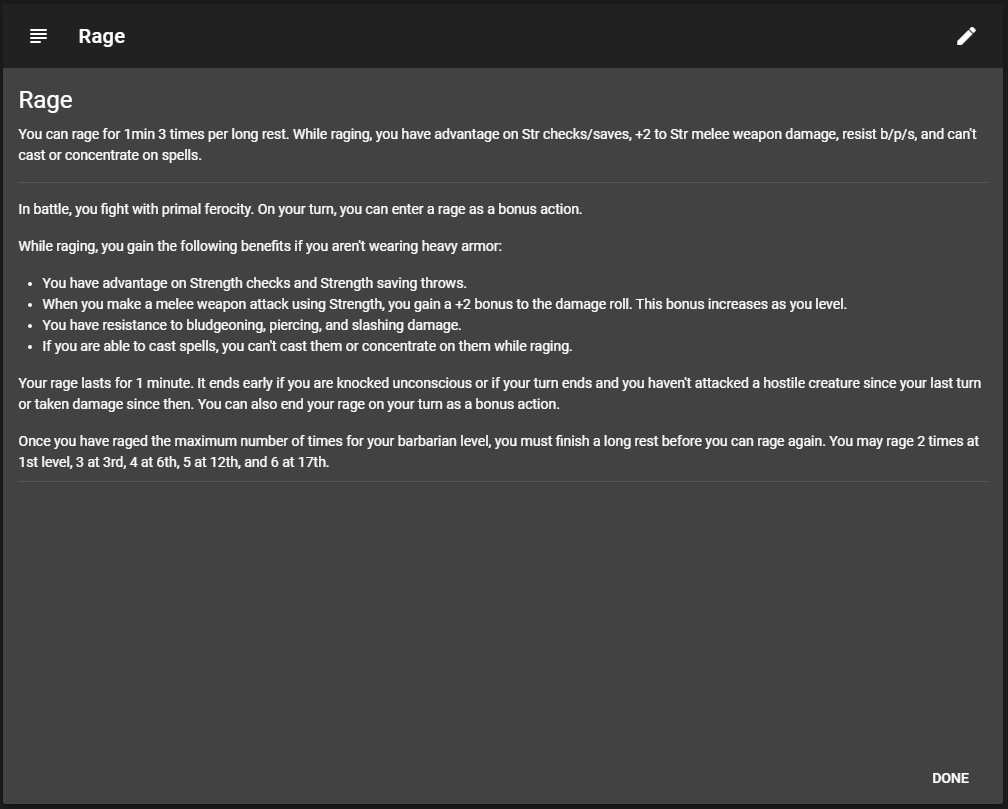 Rage
Rage
You can rage for 1min 3 times per long rest. While raging, you have advantage on Str checks/saves, +2 to Str melee weapon damage, resist b/p/s, and can't
cast or concentrate on spells.
In battle, you fight with primal ferocity. On your turn, you can enter a rage as a bonus action.
While raging, you gain the following benefits if you aren't wearing heavy armor:
• You have advantage on Strength checks and Strength saving throws.
• When you make a melee weapon attack using Strength, you gain a +2 bonus to the damage roll. This bonus increases as you level.
• You have resistance to bludgeoning, piercing, and slashing damage.
• If you are able to cast spells, you can't cast them or concentrate on them while raging.
Your rage lasts for 1 minute. It ends early if you are knocked unconscious or if your turn ends and you haven't attacked a hostile creature since your last turn
or taken damage since then. You can also end your rage on your turn as a bonus action.
Once you have raged the maximum number of times for your barbarian level, you must finish a long rest before you can rage again. You may rage 2 times at
1st level, 3 at 3rd, 4 at 6th, 5 at 12th, and 6 at 17th.
DONE